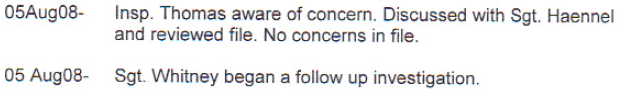 05Aug08- Insp. Thomas aware of concern. Discussed with Sgt. Haennel
and reviewed file. No concerns in file.
05 Aug08- Sgt. Whitney began a follow up investigation.